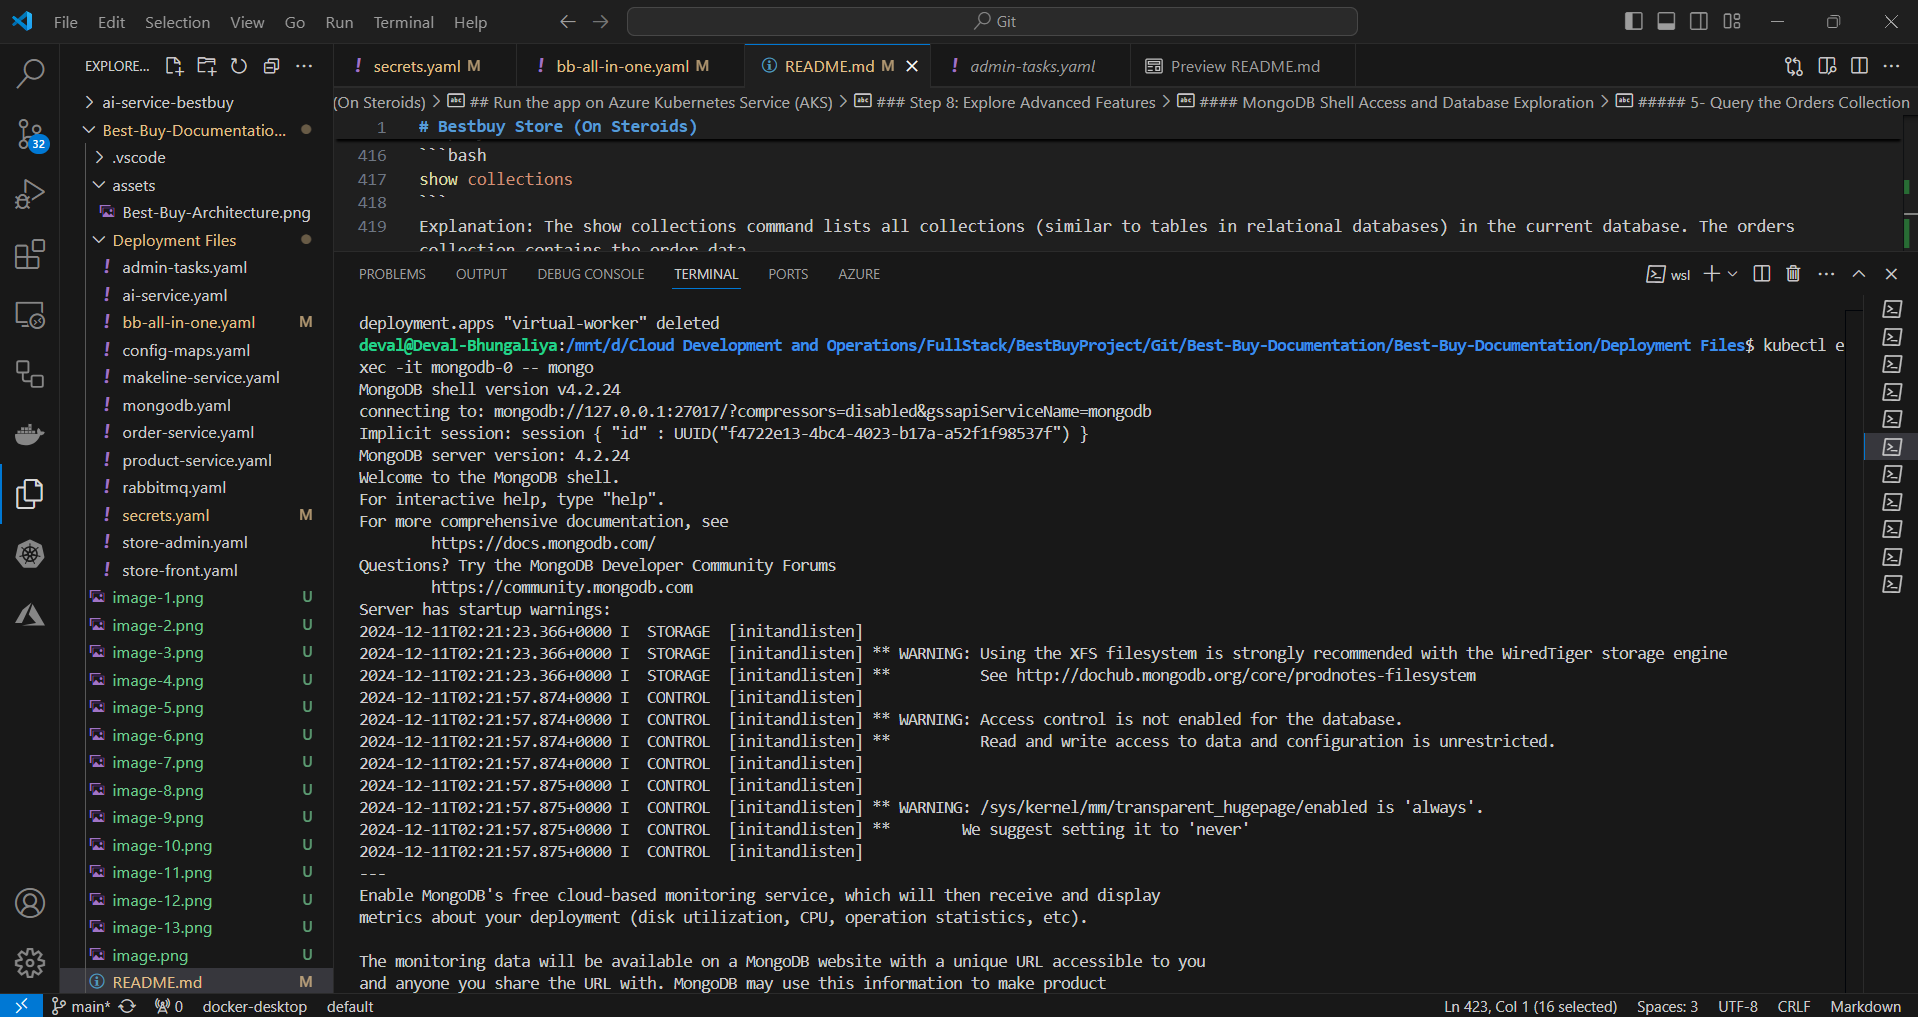 File Edit Selection View Go Run Terminal Help
Git
EXPLORE...
secrets.yaml M
bb-all-in-one.yaml M
README.md M
admin-tasks.yaml
Preview README.md
(On Steroids) > ## Run the app on Azure Kubernetes Service (AKS) > ### Step 8: Explore Advanced Features > #### MongoDB Shell Access and Database Exploration > ##### 5- Query the Orders Collection
32
ai-service-bestbuy
Best-Buy-Documentatio...
.vscode
assets
Best-Buy-Architecture.png
Deployment Files
! admin-tasks.yaml
! ai-service.yaml
! bb-all-in-one.yaml M
! config-maps.yaml
! makeline-service.yaml
! mongodb.yaml
! order-service.yaml
! product-service.yaml
! rabbitmq.yaml
! secrets.yaml M
! store-admin.yaml
! store-front.yaml
image-1.png U
image-2.png U
image-3.png U
image-4.png U
image-5.png U
image-6.png U
image-7.png U
image-8.png U
image-9.png U
image-10.png U
image-11.png U
image-12.png U
image-13.png U
image.png U
README.md M
1 # Bestbuy Store (On Steroids)
416 ```bash
417 show collections
418 ```
419 Explanation: The show collections command lists all collections (similar to tables in relational databases) in the current database. The orders
collection contains the order data
PROBLEMS OUTPUT DEBUG CONSOLE TERMINAL PORTS AZURE
wsl
deployment.apps "virtual-worker" deleted
deval@Deval-Bhungaliya:/mnt/d/Cloud Development and Operations/FullStack/BestBuyProject/Git/Best-Buy-Documentation/Best-Buy-Documentation/Deployment Files$ kubectl e
xec -it mongodb-0 -- mongo
MongoDB shell version v4.2.24
connecting to: mongodb://127.0.0.1:27017/?compressors=disabled&gssapiServiceName=mongodb
Implicit session: session { "id" : UUID("f4722e13-4bc4-4023-b17a-a52f1f98537f") }
MongoDB server version: 4.2.24
Welcome to the MongoDB shell.
For interactive help, type "help".
For more comprehensive documentation, see
https://docs.mongodb.com/
Questions? Try the MongoDB Developer Community Forums
https://community.mongodb.com
Server has startup warnings:
2024-12-11T02:21:23.366+0000 I STORAGE [initandlisten]
2024-12-11T02:21:23.366+0000 I STORAGE [initandlisten] ** WARNING: Using the XFS filesystem is strongly recommended with the WiredTiger storage engine
2024-12-11T02:21:23.366+0000 I STORAGE [initandlisten] ** See http://dochub.mongodb.org/core/prodnotes-filesystem
2024-12-11T02:21:57.874+0000 I CONTROL [initandlisten]
2024-12-11T02:21:57.874+0000 I CONTROL [initandlisten] ** WARNING: Access control is not enabled for the database.
2024-12-11T02:21:57.874+0000 I CONTROL [initandlisten] ** Read and write access to data and configuration is unrestricted.
2024-12-11T02:21:57.874+0000 I CONTROL [initandlisten]
2024-12-11T02:21:57.875+0000 I CONTROL [initandlisten]
2024-12-11T02:21:57.875+0000 I CONTROL [initandlisten] ** WARNING: /sys/kernel/mm/transparent_hugepage/enabled is 'always'.
2024-12-11T02:21:57.875+0000 I CONTROL [initandlisten] ** We suggest setting it to 'never'
2024-12-11T02:21:57.875+0000 I CONTROL [initandlisten]
---
Enable MongoDB's free cloud-based monitoring service, which will then receive and display
metrics about your deployment (disk utilization, CPU, operation statistics, etc).
The monitoring data will be available on a MongoDB website with a unique URL accessible to you
and anyone you share the URL with. MongoDB may use this information to make product
main* 0 docker-desktop default
Ln 423, Col 1 (16 selected) Spaces: 3 UTF-8 CRLF Markdown